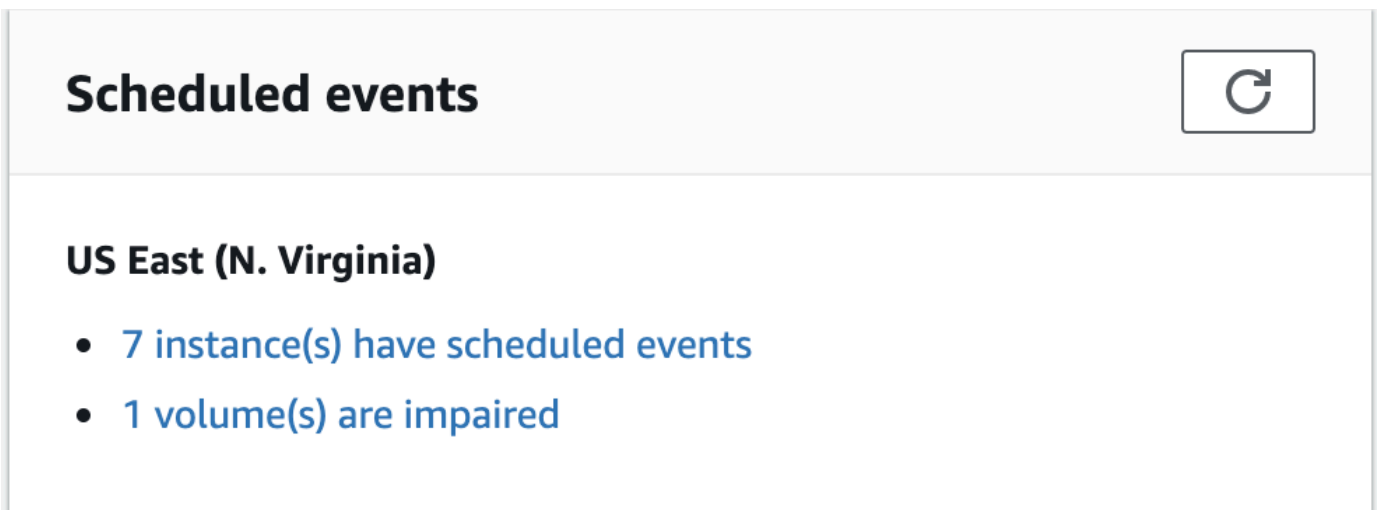 Scheduled events
US East (N. Virginia)
7 instance(s) have scheduled events
1 volume(s) are impaired